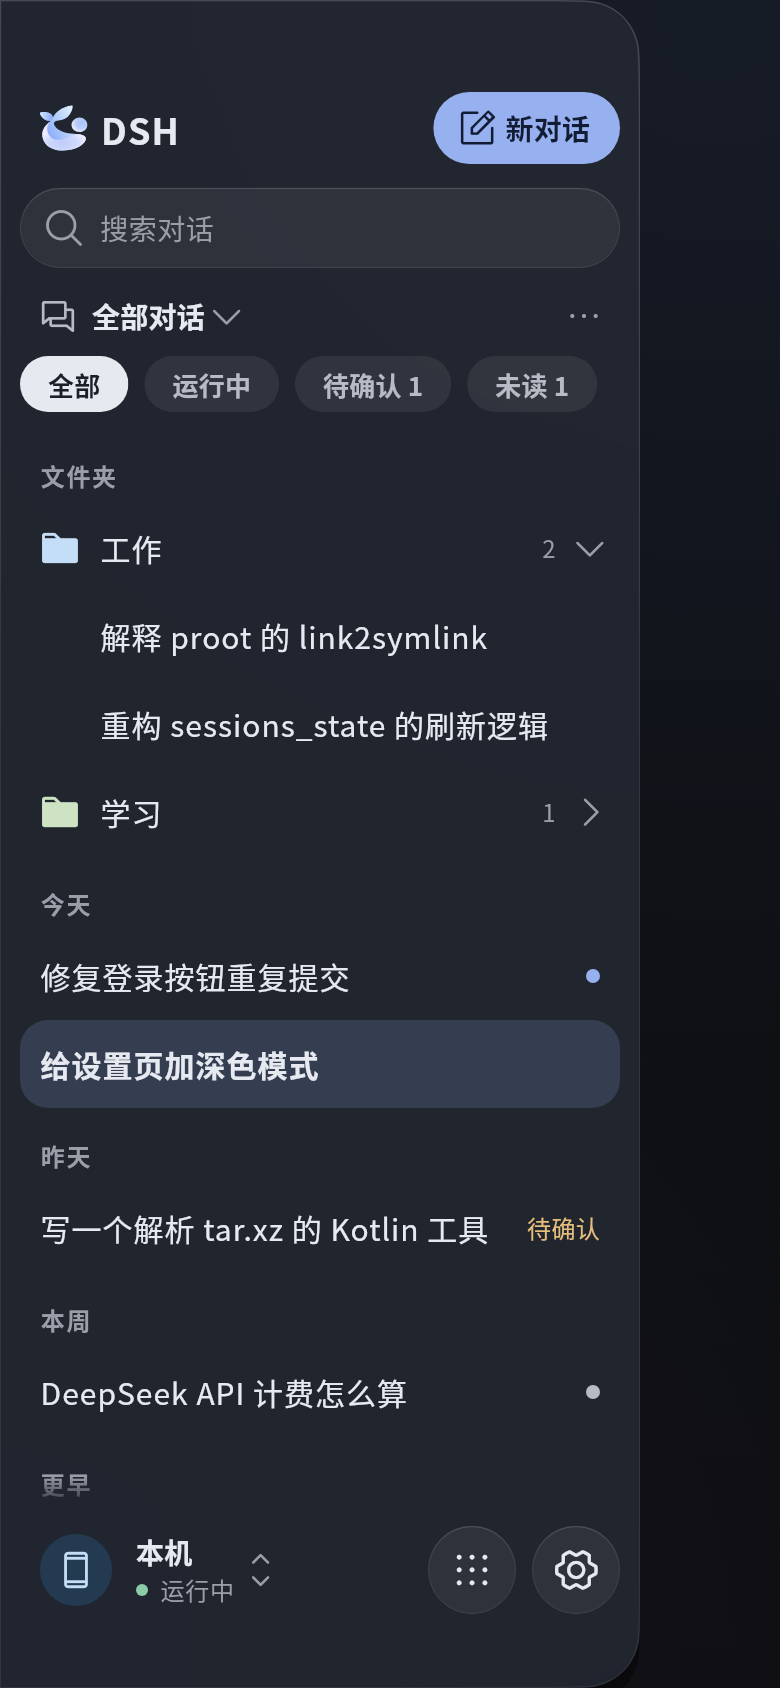 DSH
新对话
搜索对话
全部对话
全部 运行中 待确认 1 未读 1
文件夹
工作 2
解释 proot 的 link2symlink
重构 sessions_state 的刷新逻辑
学习 1
今天
修复登录按钮重复提交
给设置页加深色模式
昨天
写一个解析 tar.xz 的 Kotlin 工具 待确认
本周
DeepSeek API 计费怎么算
更早
本机
运行中